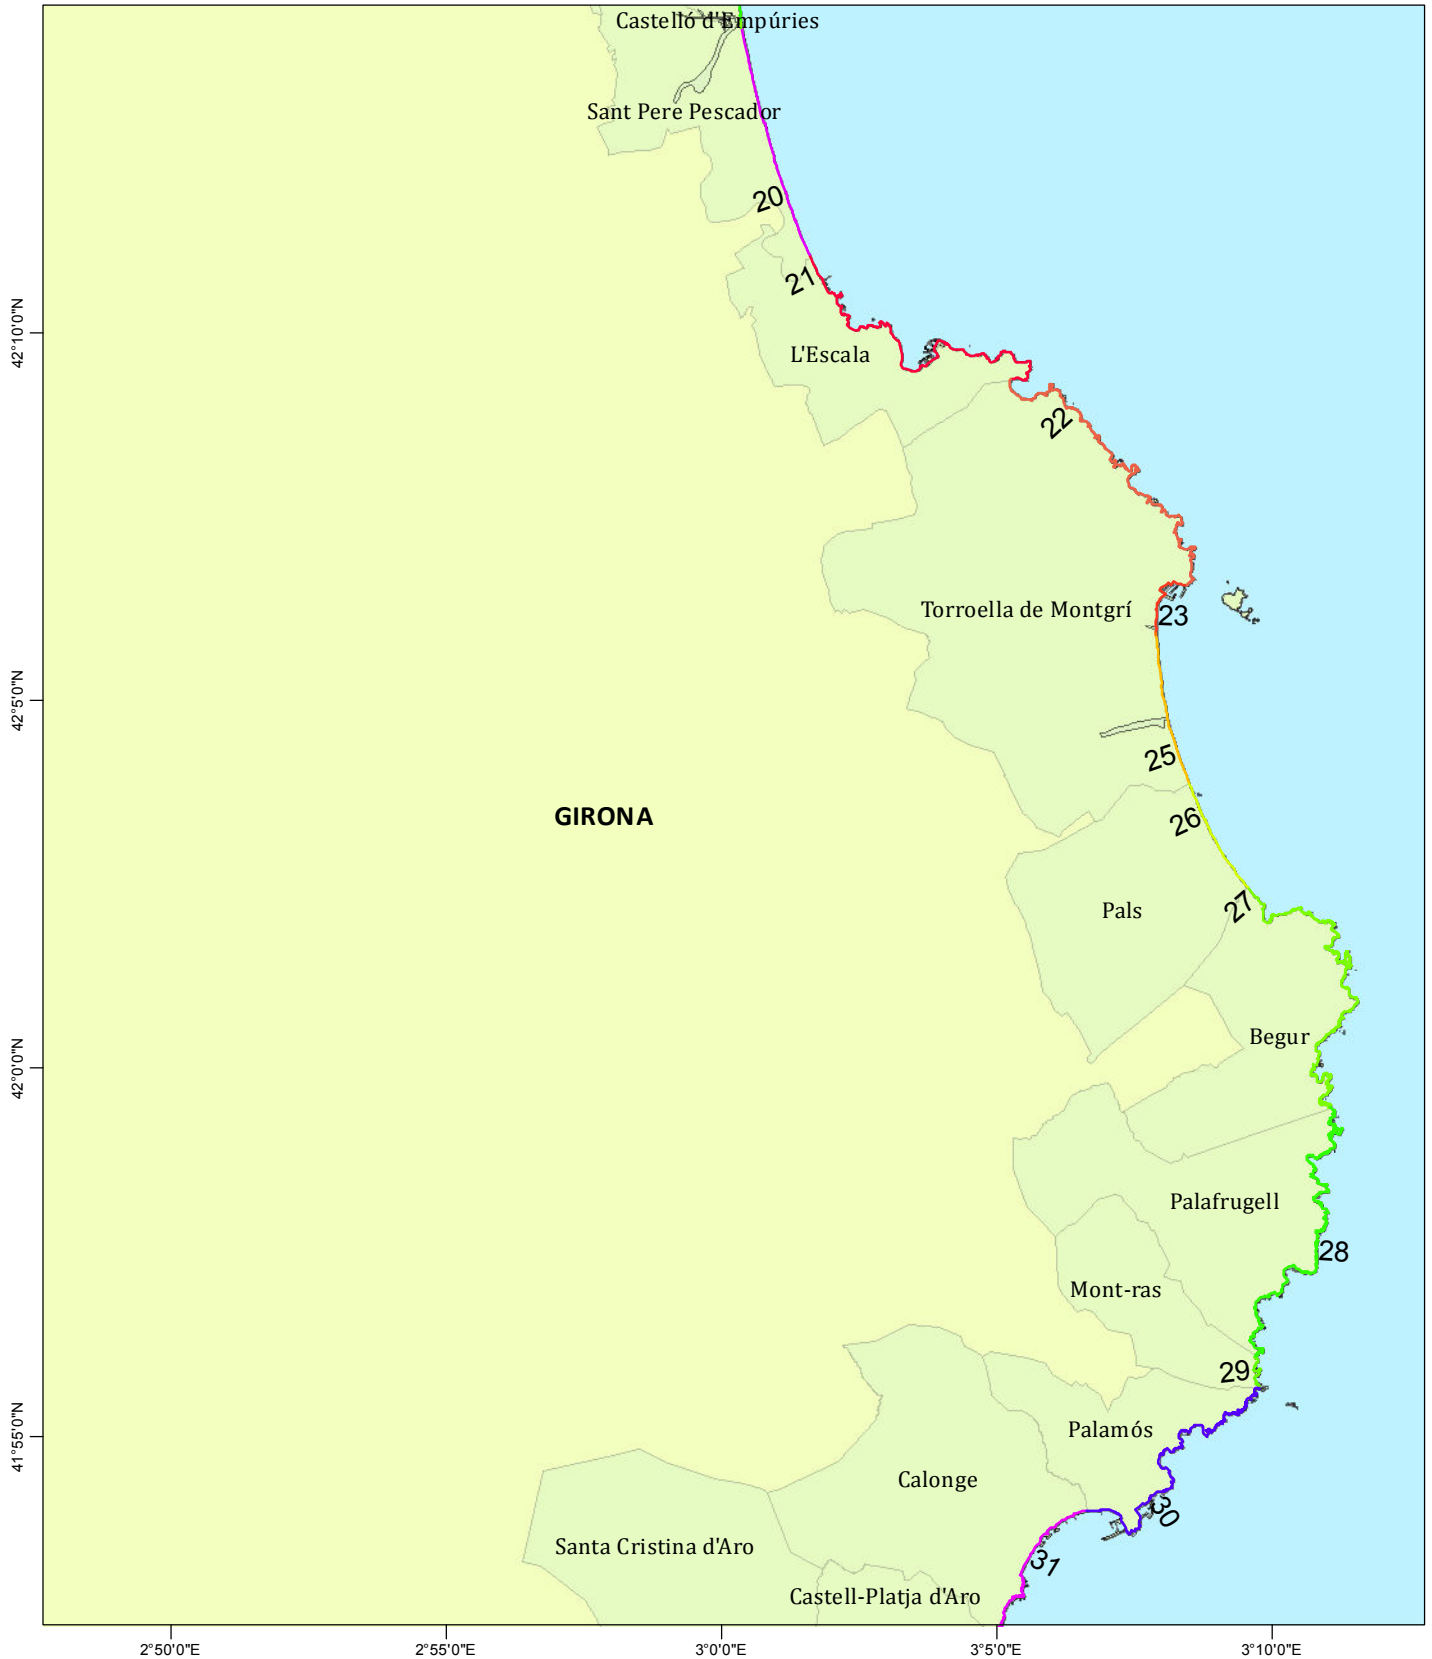 Castelló d'Empúries
Sant Pere Pescador
20
21
42°10'0"N
L'Escala
22
Torroella de Montgrí
23
42°5'0"N
25
GIRONA
26
Pals
27
Begur
42°0'0"N
Palafrugell
28
Mont-ras
29
Palamós
41°55'0"N
Calonge
30
Santa Cristina d'Aro
31
Castell-Platja d'Aro
2°50'0"E
2°55'0"E
3°0'0"E
3°5'0"E
3°10'0"E